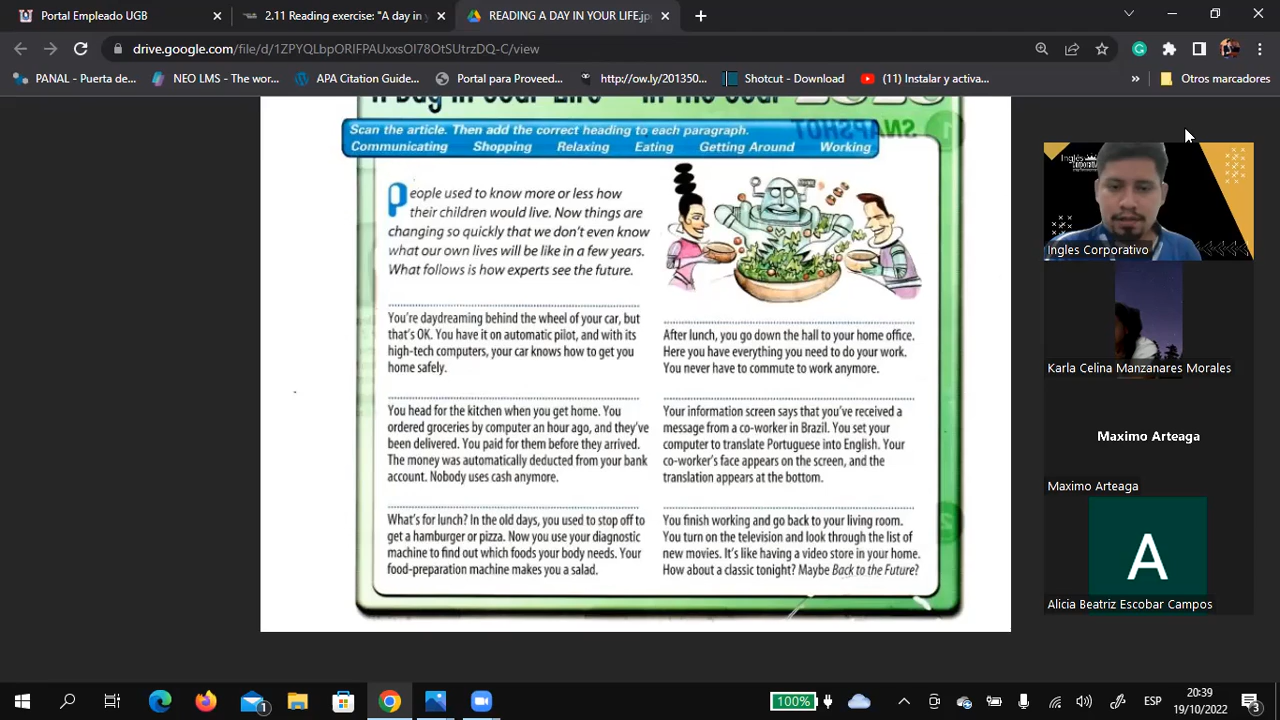 Portal Empleado UGB
2.11 Reading exercise: "A day in y
READING A DAY IN YOUR LIFE.jpg
drive.google.com/file/d/1ZPYQLbpORIFPAUxxsOI78OtSUtrzDQ-C/view
PANAL - Puerta de...
NEO LMS - The wor...
APA Citation Guide...
Portal para Proveed...
http://ow.ly/201350...
Shotcut - Download
(11) Instalar y activa...
»
Otros marcadores
A Day in Your Life – In the Year 2020
SNAPSHOT 1
Scan the article. Then add the correct heading to each paragraph.
Communicating Shopping Relaxing Eating Getting Around Working
People used to know more or less how
their children would live. Now things are
changing so quickly that we don't even know
what our own lives will be like in a few years.
What follows is how experts see the future.
You're daydreaming behind the wheel of your car, but
that's OK. You have it on automatic pilot, and with its
high-tech computers, your car knows how to get you
home safely.
You head for the kitchen when you get home. You
ordered groceries by computer an hour ago, and they've
been delivered. You paid for them before they arrived.
The money was automatically deducted from your bank
account. Nobody uses cash anymore.
What's for lunch? In the old days, you used to stop off to
get a hamburger or pizza. Now you use your diagnostic
machine to find out which foods your body needs. Your
food-preparation machine makes you a salad.
After lunch, you go down the hall to your home office.
Here you have everything you need to do your work.
You never have to commute to work anymore.
Your information screen says that you've received a
message from a co-worker in Brazil. You set your
computer to translate Portuguese into English. Your
co-worker's face appears on the screen, and the
translation appears at the bottom.
You finish working and go back to your living room.
You turn on the television and look through the list of
new movies. It's like having a video store in your home.
How about a classic tonight? Maybe Back to the Future?
2
Inglés
Corporativo
Ingles Corporativo
Karla Celina Manzanares Morales
Maximo Arteaga
Maximo Arteaga
A
Alicia Beatriz Escobar Campos
1
100%
ESP
20:39
19/10/2022
3